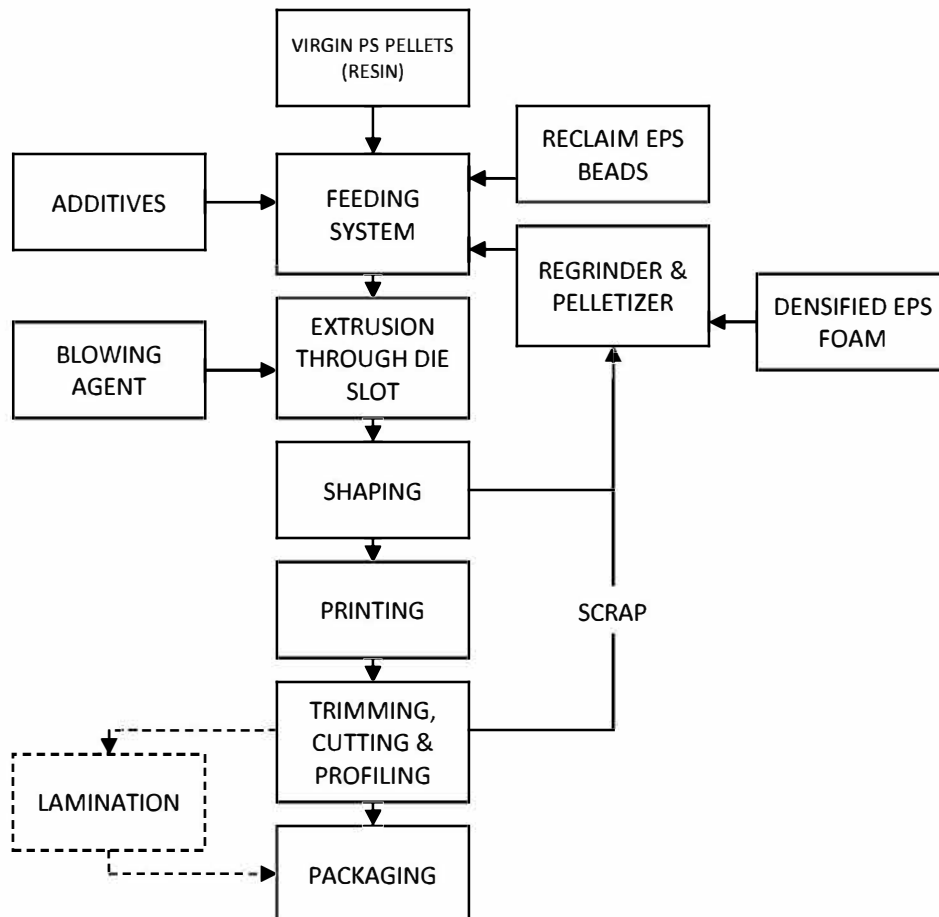 VIRGIN PS PELLETS
(RESIN)
RECLAIM EPS
BEADS
ADDITIVES
FEEDING
SYSTEM
REGRINDER &
PELLETIZER
DENSIFIED EPS
FOAM
BLOWING
AGENT
EXTRUSION
THROUGH DIE
SLOT
SHAPING
PRINTING
SCRAP
TRIMMING,
CUTTING &
PROFILING
LAMINATION
PACKAGING